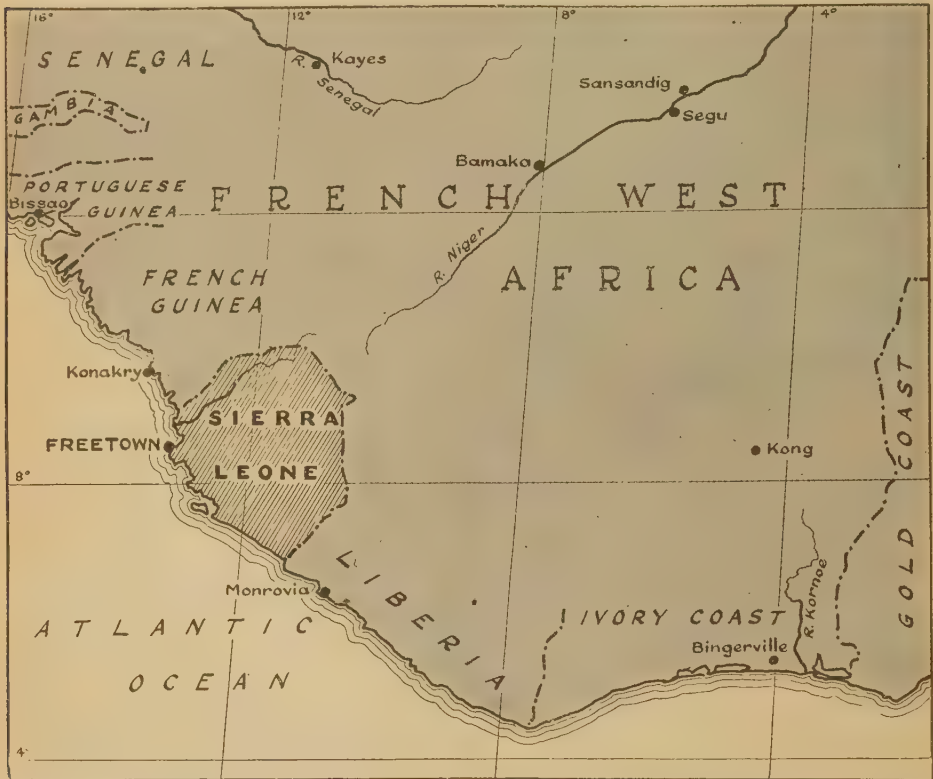 16° 12° 8° 4°
SENEGAL
R. Senegal
Kayes
Sansandig
Segu
GAMBIA
Bamaka
PORTUGUESE
GUINEA
Bissao
FRENCH WEST
AFRICA
R. Niger
FRENCH
GUINEA
Konakry
SIERRA
LEONE
FREETOWN
Kong
8°
GOLD COAST
LIBERIA
Monrovia
IVORY COAST
R. Kornoe
Bingerville
ATLANTIC
OCEAN
4°